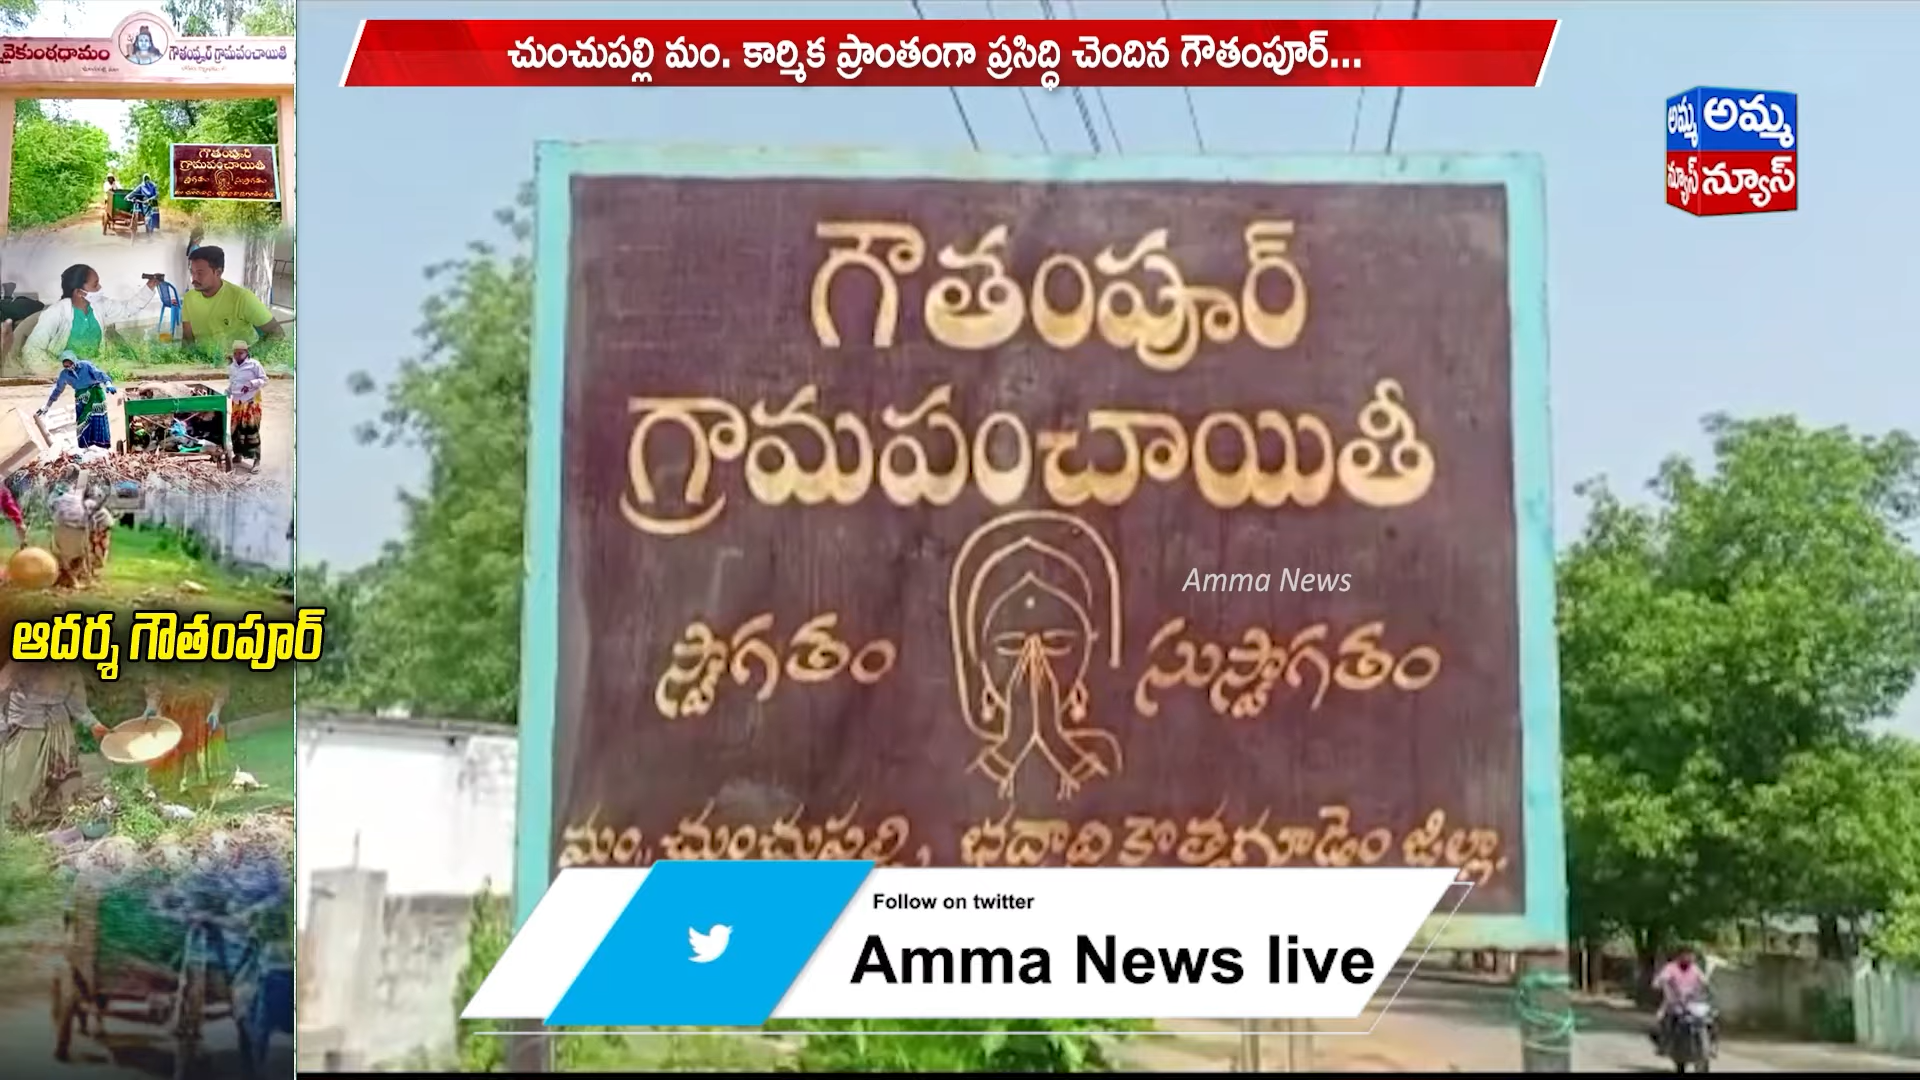 చుంచుపల్లి మం. కార్మిక ప్రాంతంగా ప్రసిద్ధి చెందిన గౌతంపూర్...
వైకుంఠధామం
గౌతంపూర్ గ్రామపంచాయితి
గౌతంపూర్
గ్రామపంచాయితీ
అమ్మ న్యూస్
అమ్మ న్యూస్
గౌతంపూర్
గ్రామపంచాయితీ
Amma News
స్వాగతం సుస్వాగతం
మం., చుంచుపల్లి, భద్రాద్రి కొత్తగూడెం జిల్లా.
ఆదర్శ గౌతంపూర్
Follow on twitter
Amma News live